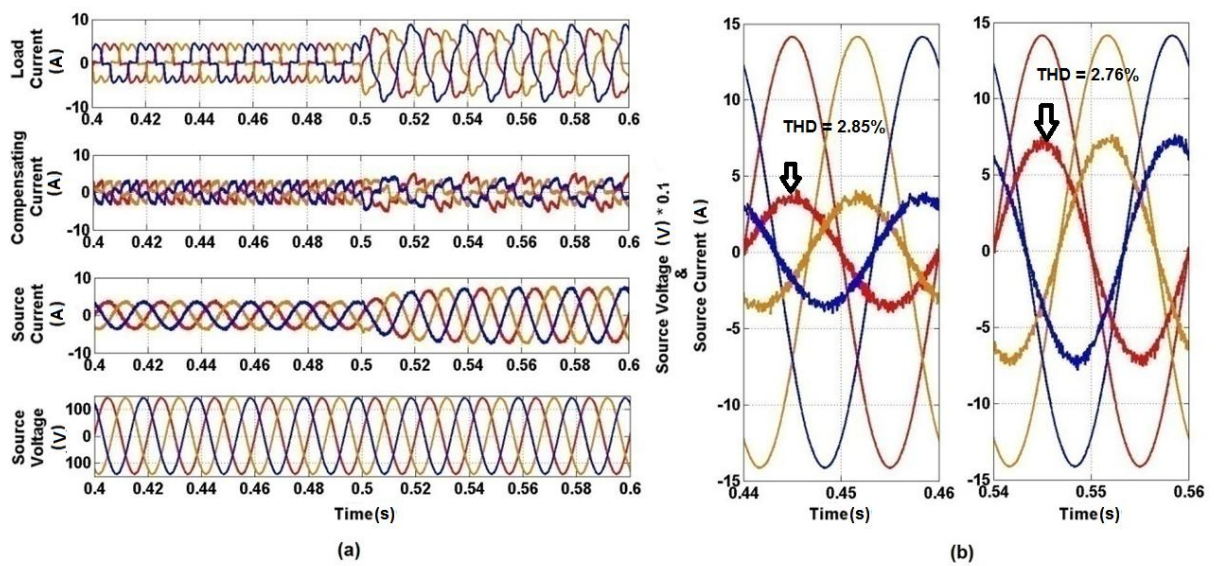 Load
Current
(A)
10
0
-10
0.4 0.42 0.44 0.46 0.48 0.5 0.52 0.54 0.56 0.58 0.6
Compensating
Current
(A)
10
0
-10
0.4 0.42 0.44 0.46 0.48 0.5 0.52 0.54 0.56 0.58 0.6
Source
Current
(A)
10
0
-10
0.4 0.42 0.44 0.46 0.48 0.5 0.52 0.54 0.56 0.58 0.6
Source
Voltage
(V)
100
0
100
0.4 0.42 0.44 0.46 0.48 0.5 0.52 0.54 0.56 0.58 0.6
Time(s)
(a)
Source Voltage (V) * 0.1
&
Source Current (A)
15
10
5
0
-5
-10
-15
THD = 2.85%
0.44 0.45 0.46
Time(s)
15
10
5
0
-5
-10
-15
THD = 2.76%
0.54 0.55 0.56
Time(s)
(b)